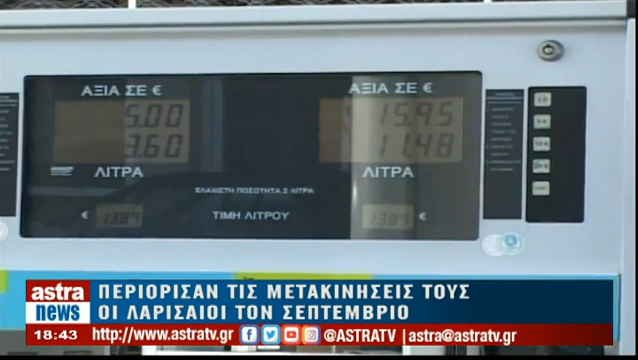 ΑΞΙΑ ΣΕ €
ΑΞΙΑ ΣΕ €
5.00
15.95
3.60
11.48
ΛΙΤΡΑ
ΛΙΤΡΑ
ΕΛΑΧΙΣΤΗ ΠΟΣΟΤΗΤΑ 2 ΛΙΤΡΑ
€ 1389
ΤΙΜΗ ΛΙΤΡΟΥ
1389 €
astra
news
ΠΕΡΙΟΡΙΣΑΝ ΤΙΣ ΜΕΤΑΚΙΝΗΣΕΙΣ ΤΟΥΣ
ΟΙ ΛΑΡΙΣΑΙΟΙ ΤΟΝ ΣΕΠΤΕΜΒΡΙΟ
18:43 http://www.astratv.gr @ASTRATV | astra@astratv.gr